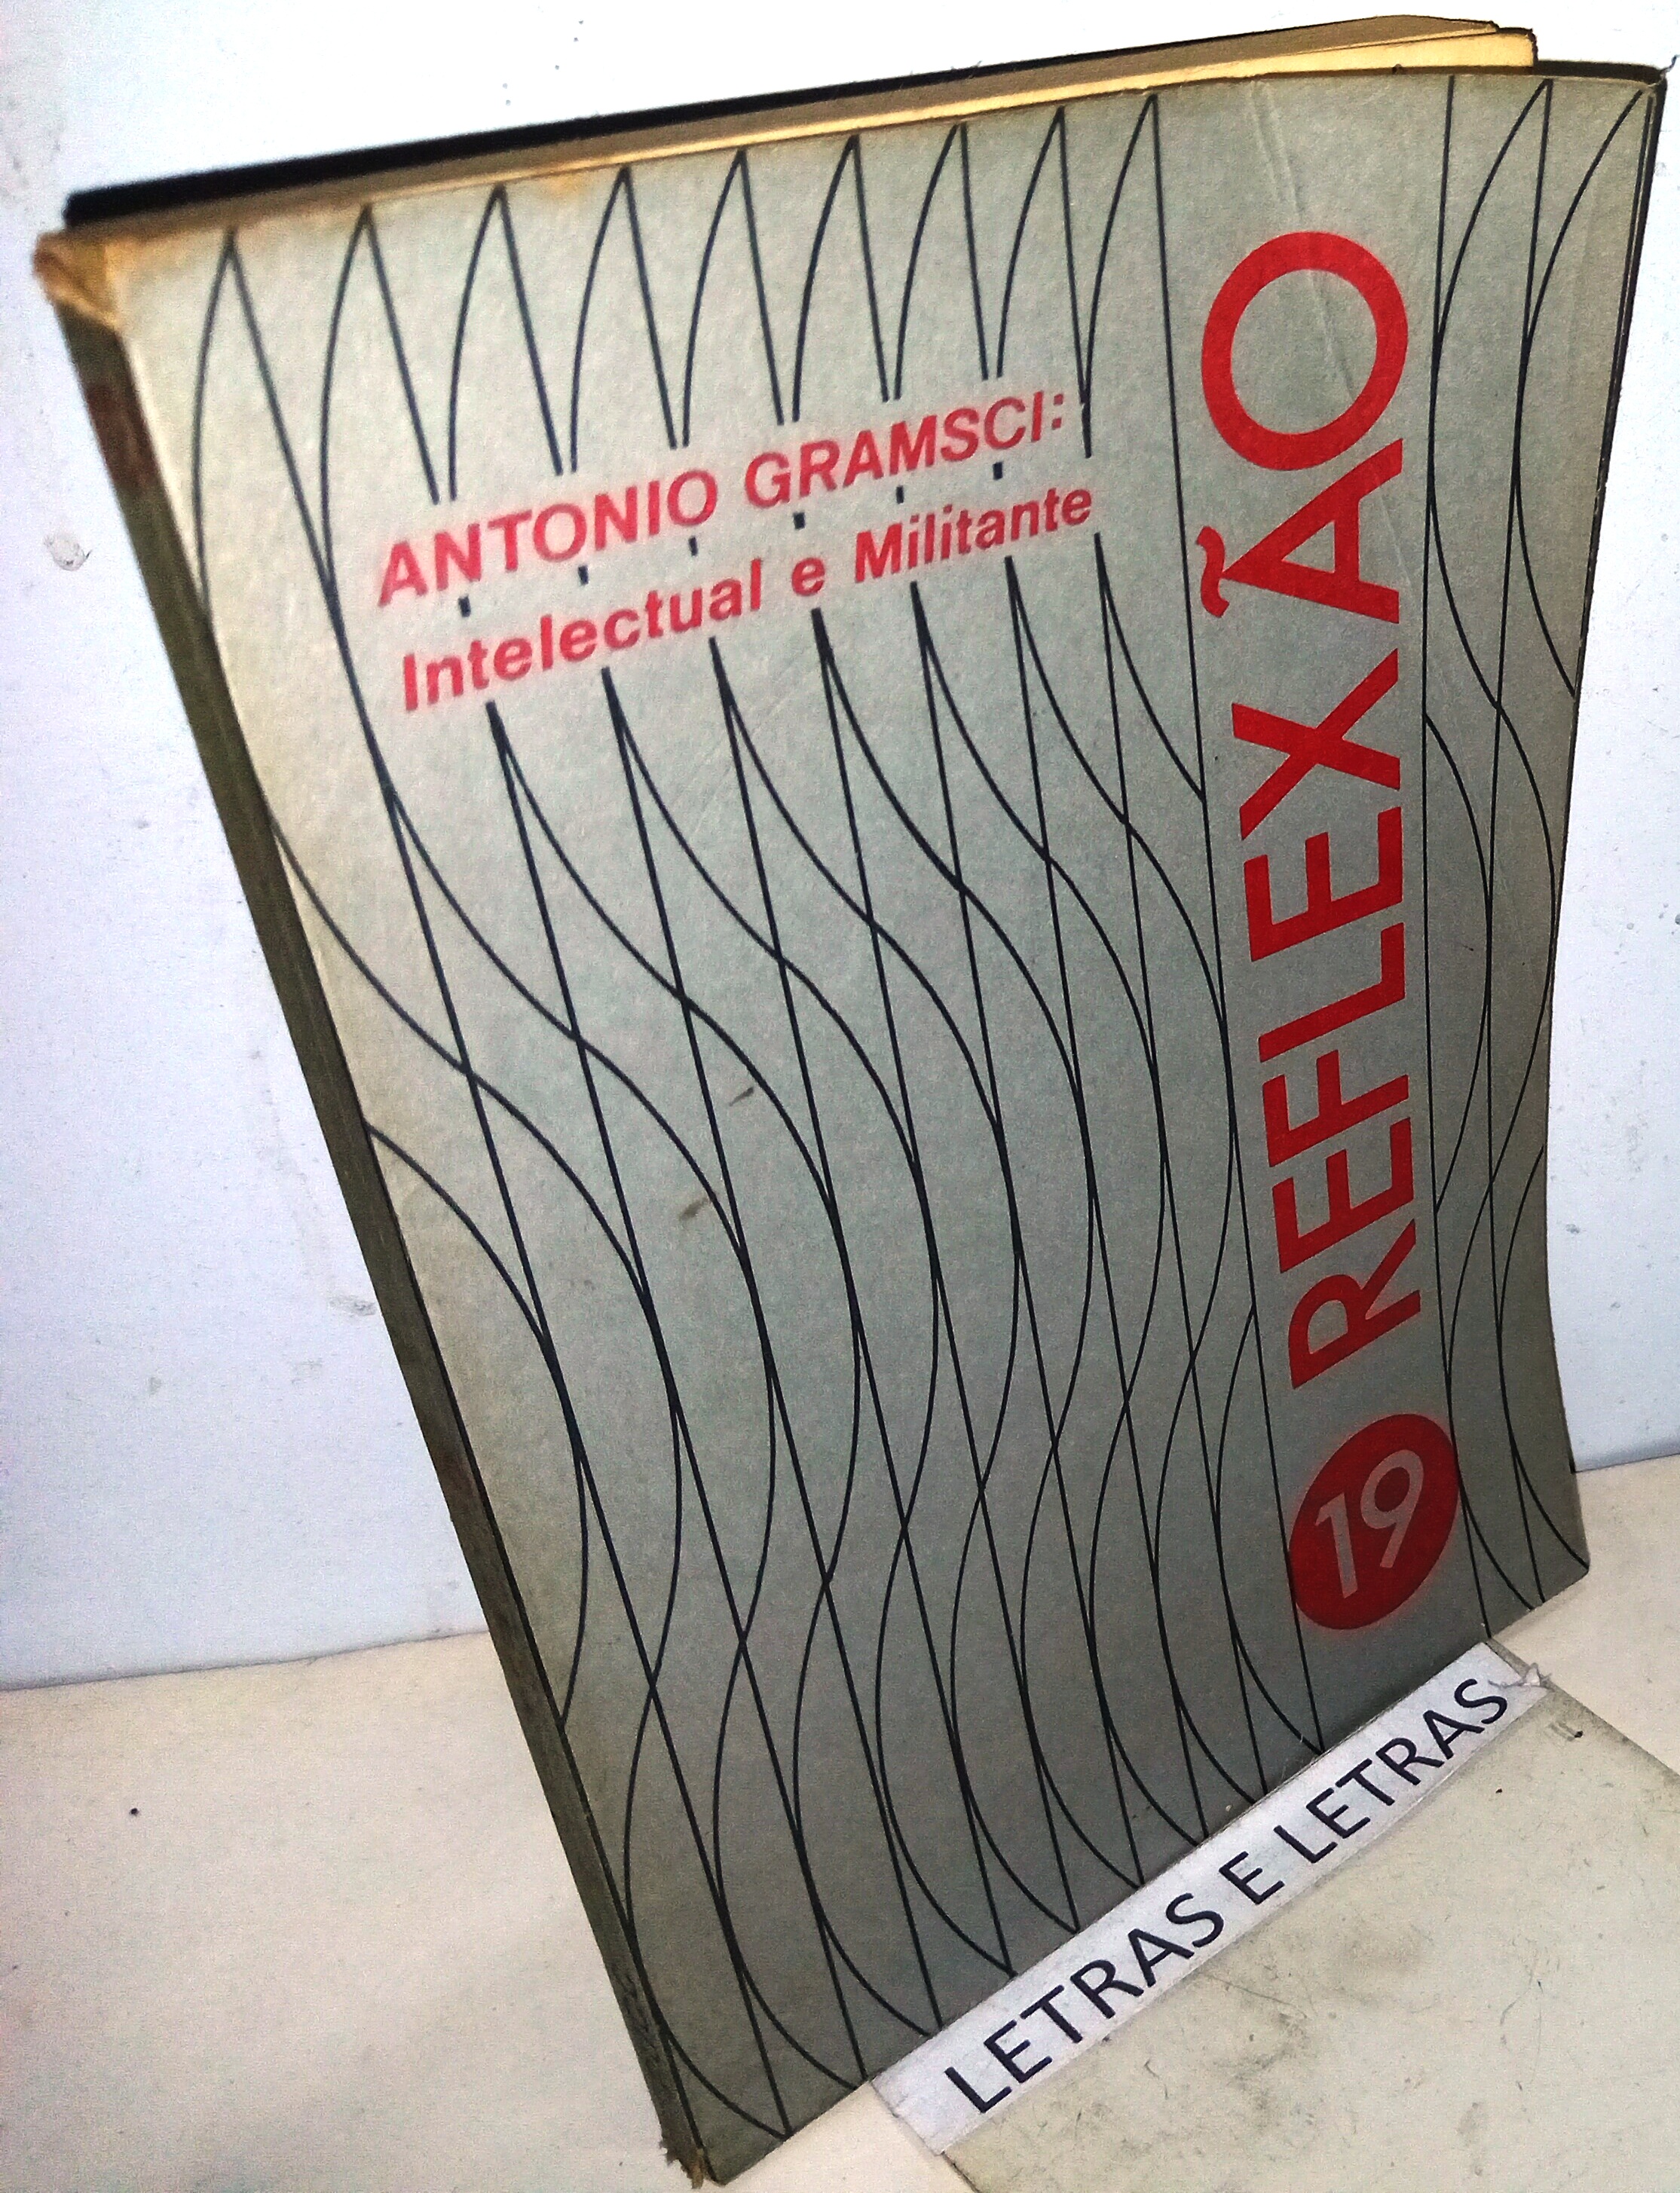 ANTONIO GRAMSCI:
Intelectual e Militante
REFLEXÃO
19
LETRAS E LETRAS